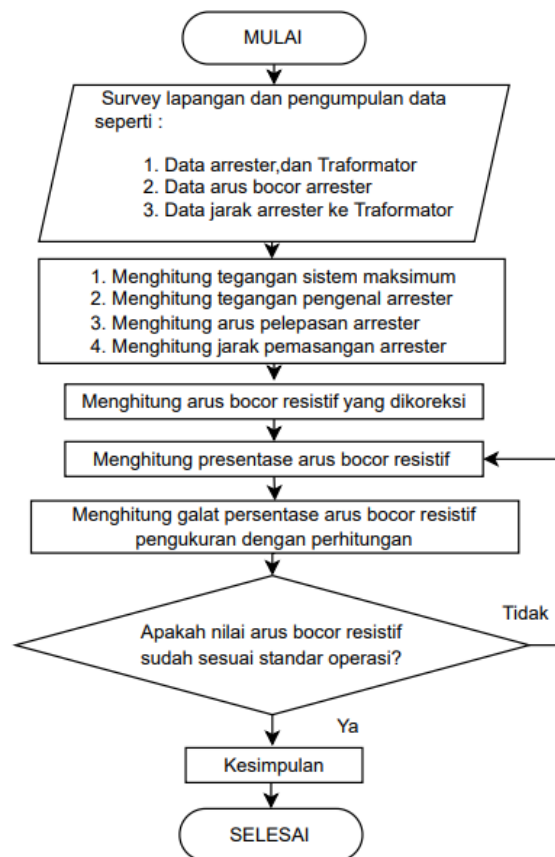 MULAI
Survey lapangan dan pengumpulan data
seperti :
1. Data arrester,dan Traformator
2. Data arus bocor arrester
3. Data jarak arrester ke Traformator
1. Menghitung tegangan sistem maksimum
2. Menghitung tegangan pengenal arrester
3. Menghitung arus pelepasan arrester
4. Menghitung jarak pemasangan arrester
Menghitung arus bocor resistif yang dikoreksi
Menghitung presentase arus bocor resistif
Menghitung galat persentase arus bocor resistif
pengukuran dengan perhitungan
Apakah nilai arus bocor resistif
sudah sesuai standar operasi?
Tidak
Ya
Kesimpulan
SELESAI